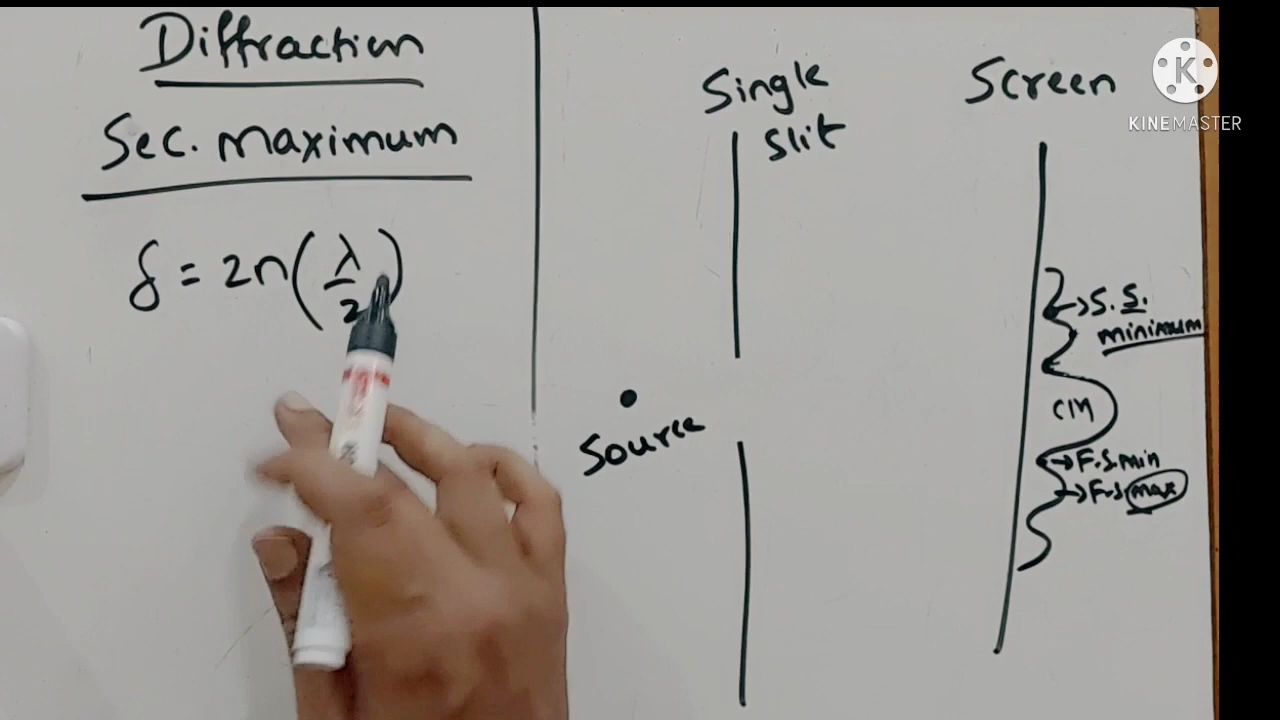 Diffraction
Sec. maximum
δ = 2n(λ/2)
Single
slit
Screen
Source
→S.S.
minimum
CM
→F.S.min
→F.S.max
K
KINEMASTER